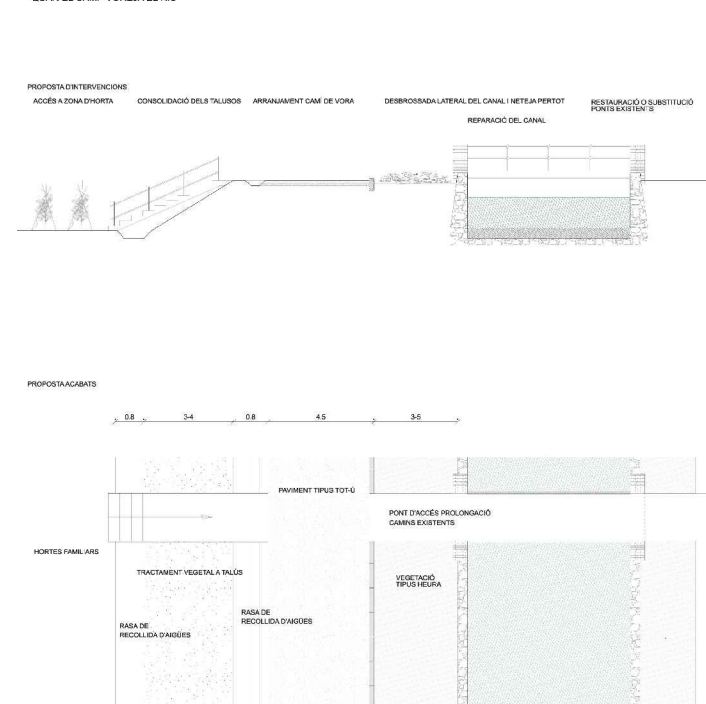 PROPOSTA D'INTERVENCIONS
ACCÉS A ZONA D'HORTA
CONSOLIDACIÓ DELS TALUSOS
ARRANJAMENT CAMÍ DE VORA
DESBROSSADA LATERAL DEL CANAL I NETEJA PERTOT
RESTAURACIÓ O SUBSTITUCIÓ
PONTS EXISTENTS
REPARACIÓ DEL CANAL
PROPOSTA ACABATS
0.8
3-4
0.8
4.5
3-5
PAVIMENT TIPUS TOT-Ú
PONT D'ACCÉS PROLONGACIÓ
CAMINS EXISTENTS
HORTES FAMILIARS
TRACTAMENT VEGETAL A TALÚS
VEGETACIÓ
TIPUS HEURA
RASA DE
RECOLLIDA D'AIGÜES
RASA DE
RECOLLIDA D'AIGÜES